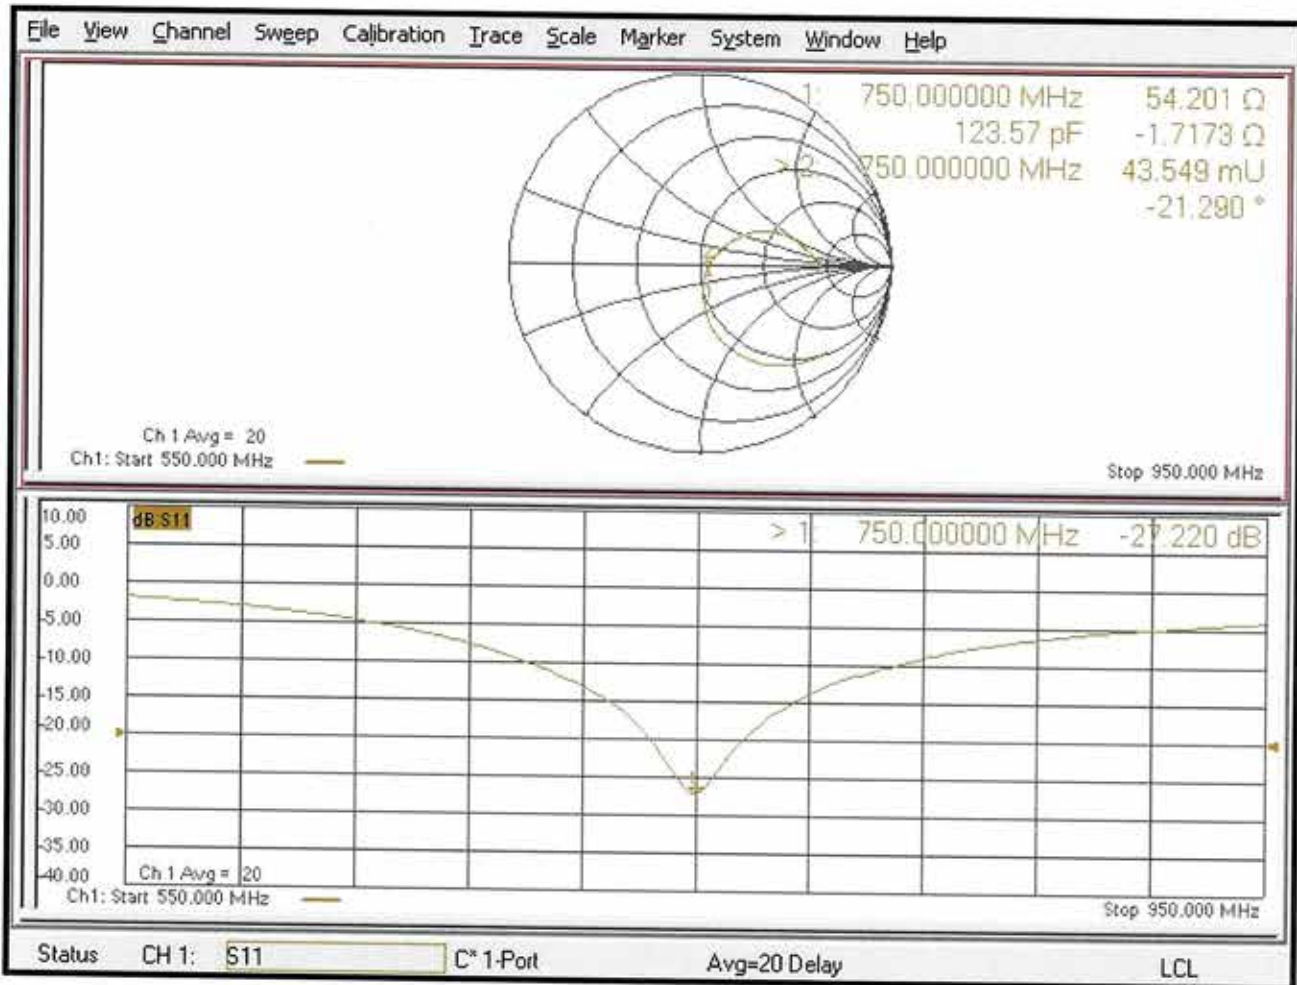 File View Channel Sweep Calibration Trace Scale Marker System Window Help
1: 750.000000 MHz 54.201 Ω
123.57 pF -1.7173 Ω
> 2: 750.000000 MHz 43.549 mU
-21.290 °
Ch 1 Avg = 20
Ch1: Start 550.000 MHz
Stop 950.000 MHz
10.00
dB S11
> 1: 750.000000 MHz -27.220 dB
5.00
0.00
-5.00
-10.00
-15.00
-20.00
-25.00
-30.00
-35.00
-40.00
1
Ch 1 Avg = 20
Ch1: Start 550.000 MHz
Stop 950.000 MHz
Status CH 1: S11 C* 1-Port Avg=20 Delay LCL